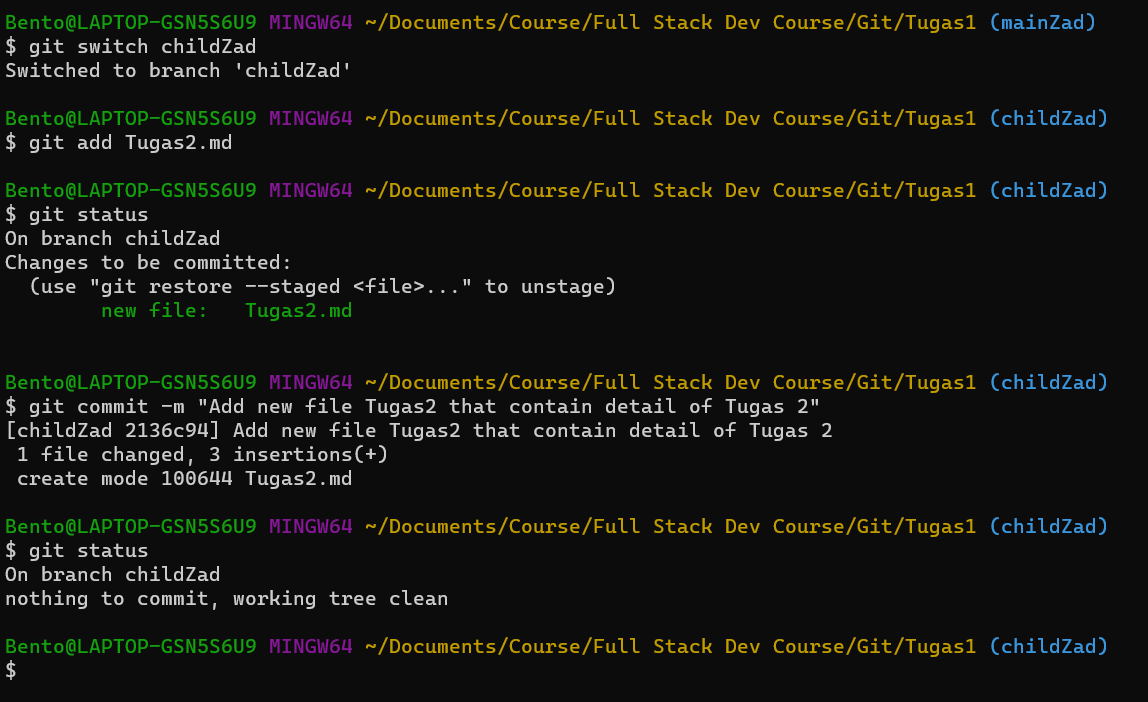 Bento@LAPTOP-GSN5S6U9 MINGW64 ~/Documents/Course/Full Stack Dev Course/Git/Tugas1 (mainZad)
$ git switch childZad
Switched to branch 'childZad'
Bento@LAPTOP-GSN5S6U9 MINGW64 ~/Documents/Course/Full Stack Dev Course/Git/Tugas1 (childZad)
$ git add Tugas2.md
Bento@LAPTOP-GSN5S6U9 MINGW64 ~/Documents/Course/Full Stack Dev Course/Git/Tugas1 (childZad)
$ git status
On branch childZad
Changes to be committed:
  (use "git restore --staged <file>..." to unstage)
        new file:   Tugas2.md
Bento@LAPTOP-GSN5S6U9 MINGW64 ~/Documents/Course/Full Stack Dev Course/Git/Tugas1 (childZad)
$ git commit -m "Add new file Tugas2 that contain detail of Tugas 2"
[childZad 2136c94] Add new file Tugas2 that contain detail of Tugas 2
 1 file changed, 3 insertions(+)
 create mode 100644 Tugas2.md
Bento@LAPTOP-GSN5S6U9 MINGW64 ~/Documents/Course/Full Stack Dev Course/Git/Tugas1 (childZad)
$ git status
On branch childZad
nothing to commit, working tree clean
Bento@LAPTOP-GSN5S6U9 MINGW64 ~/Documents/Course/Full Stack Dev Course/Git/Tugas1 (childZad)
$